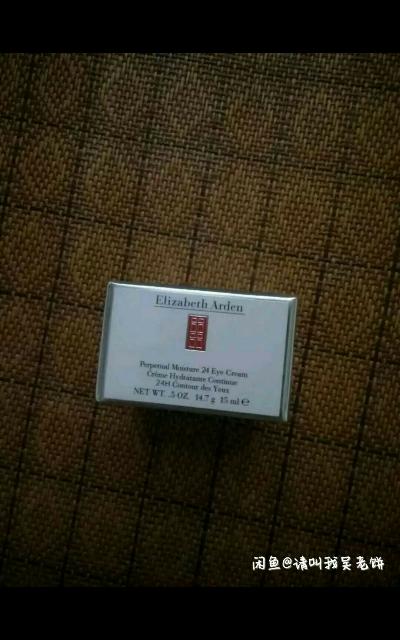 Elizabeth Arden
Perpetual Moisture 24 Eye Cream
Crème Hydratante Continue
24H Contour des Yeux
NET WT. .5 OZ. 14.7 g 15 ml ℮
闲鱼@请叫我吴老饼